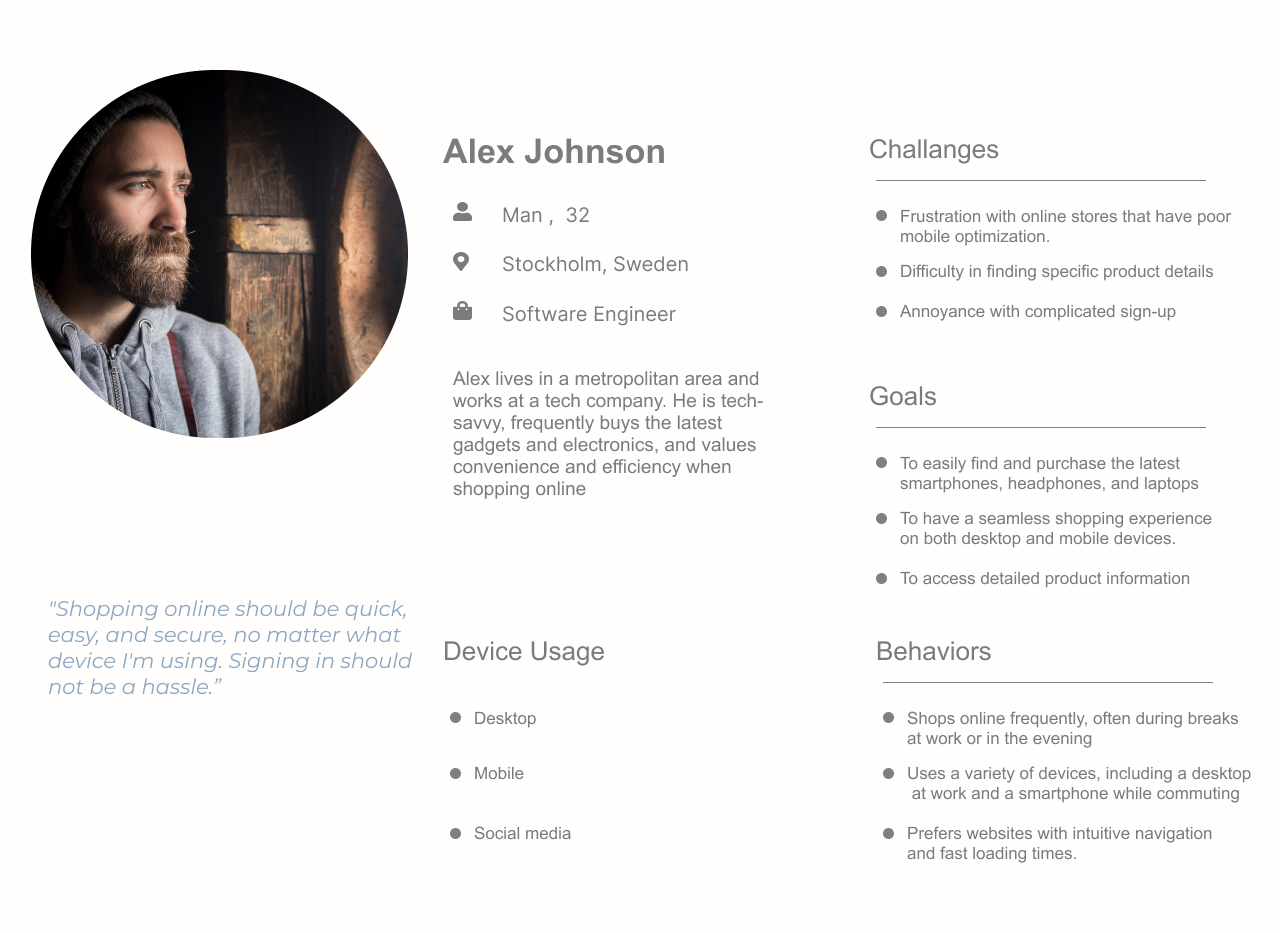 Alex Johnson
Man ,  32
Stockholm, Sweden
Software Engineer
Alex lives in a metropolitan area and
works at a tech company. He is tech-
savvy, frequently buys the latest
gadgets and electronics, and values
convenience and efficiency when
shopping online
"Shopping online should be quick,
easy, and secure, no matter what
device I'm using. Signing in should
not be a hassle.”
Device Usage
Desktop
Mobile
Social media
Challanges
Frustration with online stores that have poor
mobile optimization.
Difficulty in finding specific product details
Annoyance with complicated sign-up
Goals
To easily find and purchase the latest
smartphones, headphones, and laptops
To have a seamless shopping experience
on both desktop and mobile devices.
To access detailed product information
Behaviors
Shops online frequently, often during breaks
at work or in the evening
Uses a variety of devices, including a desktop
at work and a smartphone while commuting
Prefers websites with intuitive navigation
and fast loading times.